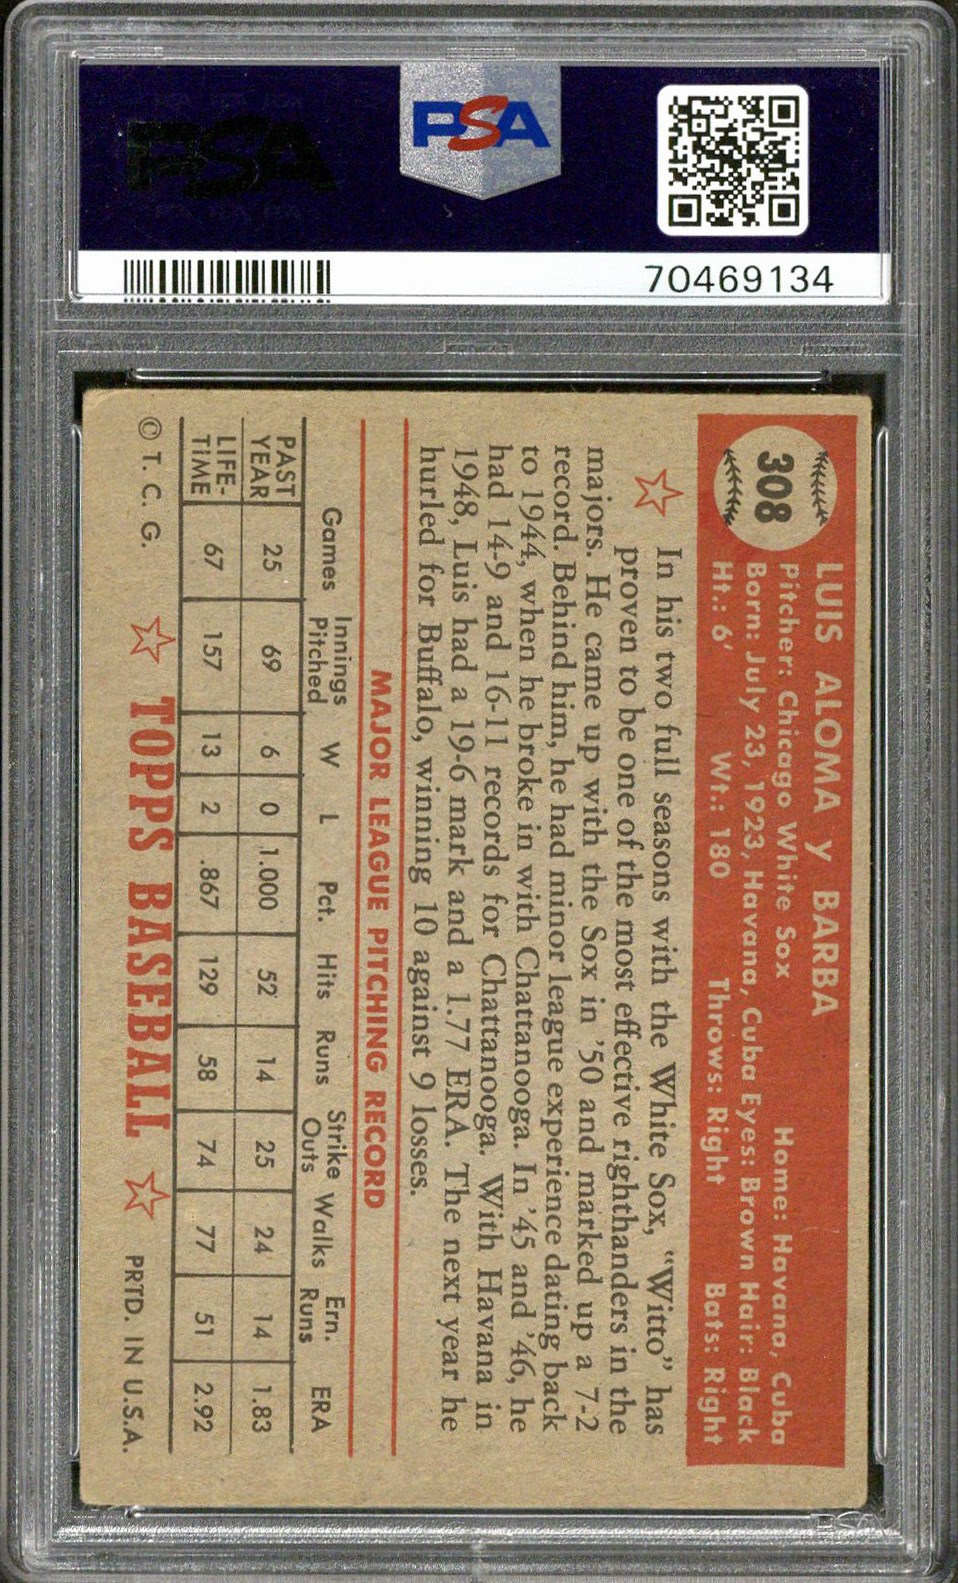 PSA
PSA
70469134
308
LUIS ALOMA y BARBA
Pitcher: Chicago White Sox Home: Havana, Cuba
Born: July 23, 1923, Havana, Cuba Eyes: Brown Hair: Black
Ht.: 6' Wt.: 180 Throws: Right Bats: Right
In his two full seasons with the White Sox, "Witto" has
proven to be one of the most effective righthanders in the
majors. He came up with the Sox in '50 and marked up a 7-2
record. Behind him, he had minor league experience dating back
to 1944, when he broke in with Chattanooga. In '45 and '46, he
had 14-9 and 16-11 records for Chattanooga. With Havana in
1948, Luis had a 19-6 mark and a 1.77 ERA. The next year he
hurled for Buffalo, winning 10 against 9 losses.
MAJOR LEAGUE PITCHING RECORD
Games Innings Pitched W L Pct. Hits Runs Strike Outs Walks Ern. Runs ERA
PAST YEAR 25 69 6 0 1.000 52 14 25 24 14 1.83
LIFE-TIME 67 157 13 2 .867 129 58 74 77 51 2.92
© T. C. G. TOPPS BASEBALL PRTD. IN U.S.A.